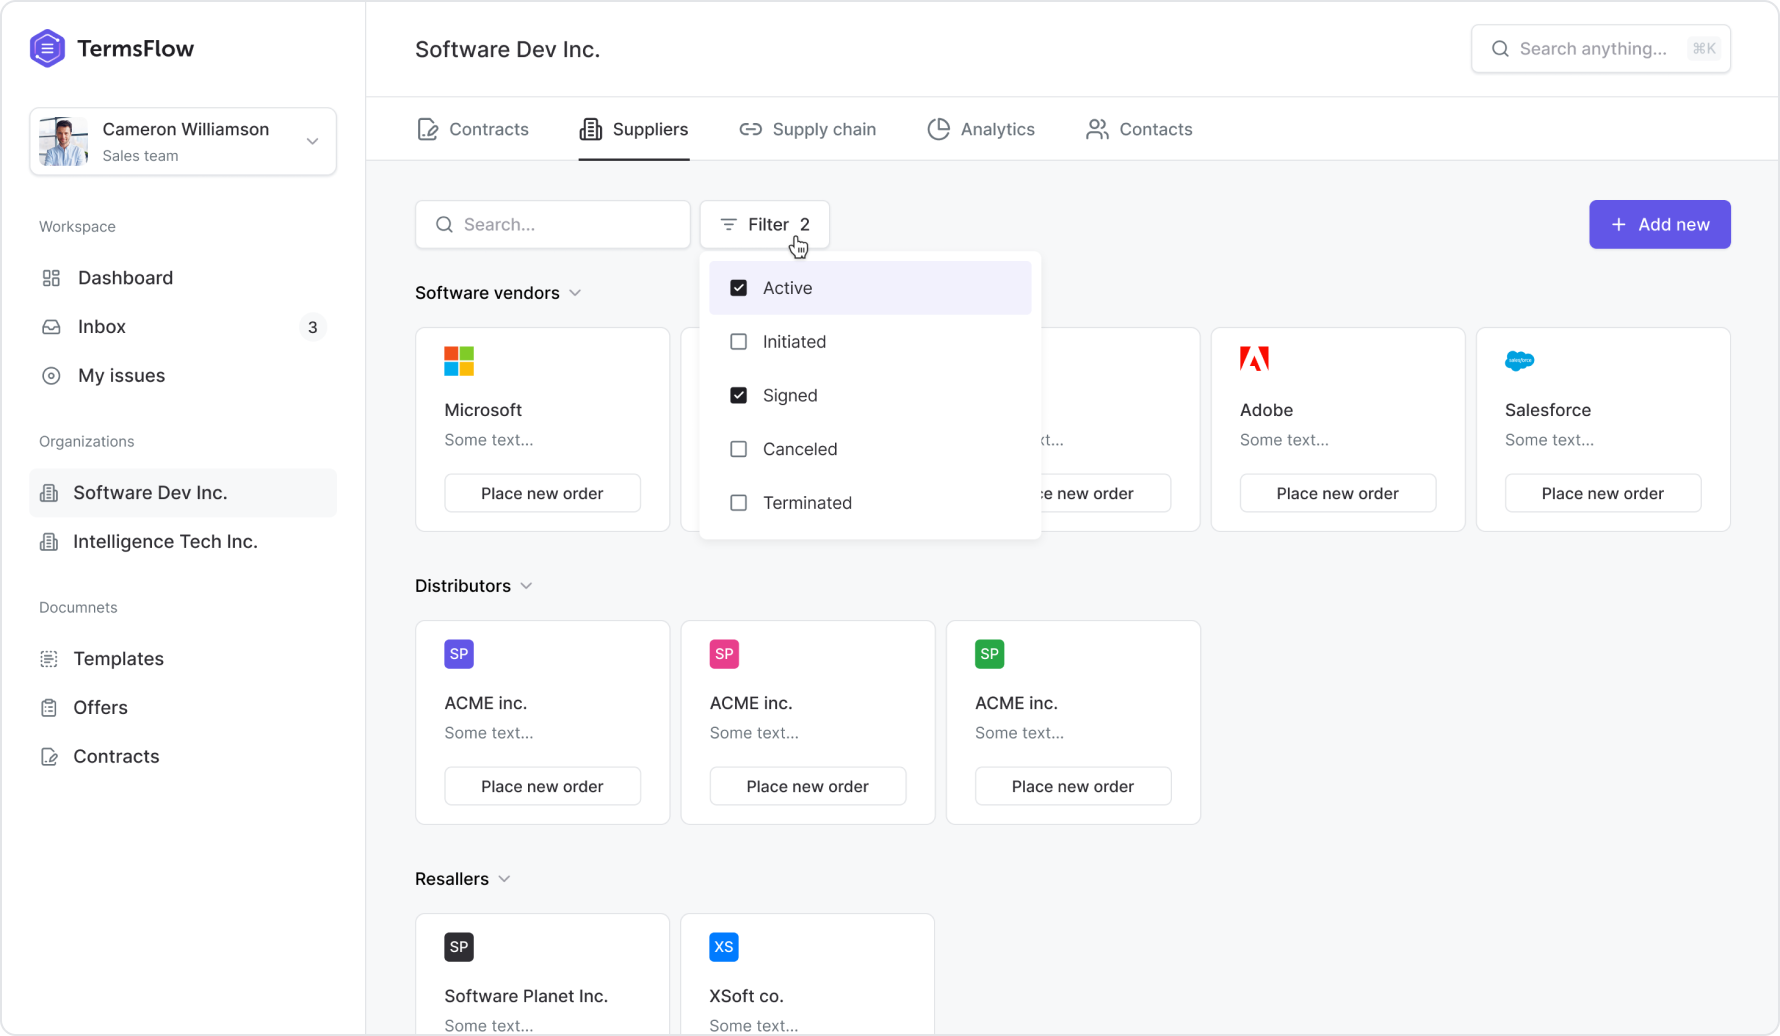 TermsFlow
Cameron Williamson
Sales team
Workspace
Dashboard
Inbox 3
My issues
Organizations
Software Dev Inc.
Intelligence Tech Inc.
Documnets
Templates
Offers
Contracts
Software Dev Inc.
Search anything... ⌘K
Contracts Suppliers Supply chain Analytics Contacts
Search... Filter 2 + Add new
Active
Initiated
Signed
Canceled
Terminated
Software vendors
Microsoft
Some text...
Place new order
new order
Adobe
Some text...
Place new order
salesforce
Salesforce
Some text...
Place new order
Distributors
SP
ACME inc.
Some text...
Place new order
SP
ACME inc.
Some text...
Place new order
SP
ACME inc.
Some text...
Place new order
Resallers
SP
Software Planet Inc.
Some text...
XS
XSoft co.
Some text...